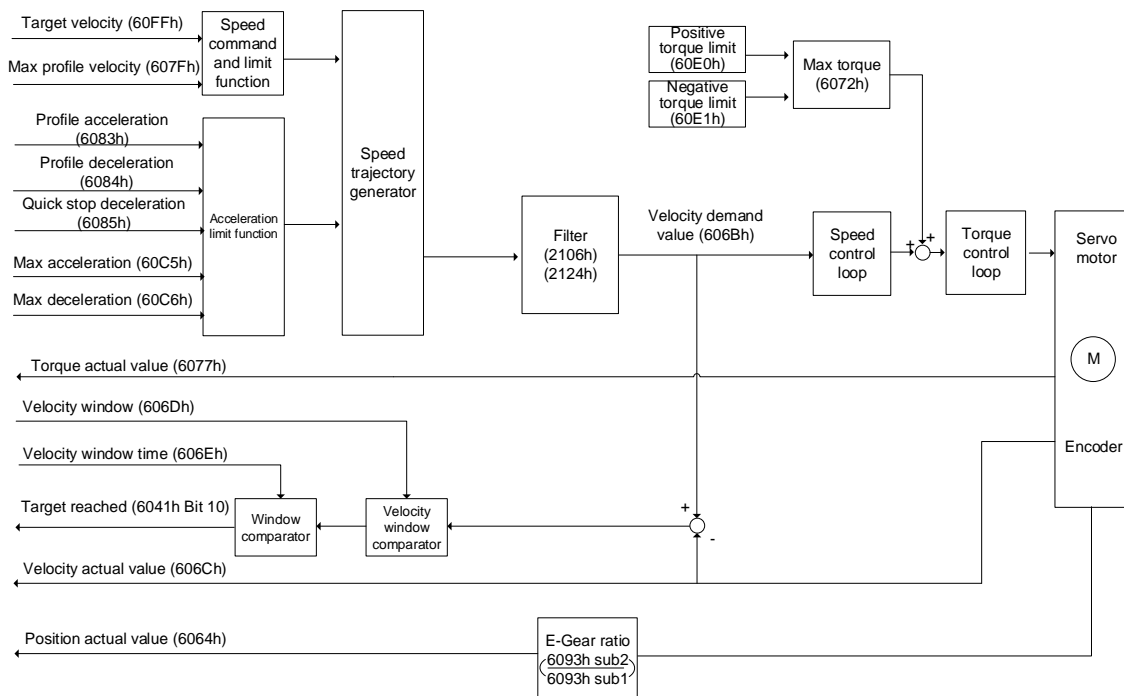 Target velocity (60FFh)
Max profile velocity (607Fh)
Speed
command
and limit
function
Profile acceleration
(6083h)
Profile deceleration
(6084h)
Quick stop deceleration
(6085h)
Max acceleration (60C5h)
Max deceleration (60C6h)
Acceleration
limit function
Speed
trajectory
generator
Filter
(2106h)
(2124h)
Velocity demand
value (606Bh)
Positive
torque limit
(60E0h)
Negative
torque limit
(60E1h)
Max torque
(6072h)
Speed
control
loop
+
+
Torque
control
loop
Servo
motor
M
Encoder
Torque actual value (6077h)
Velocity window (606Dh)
Velocity window time (606Eh)
Target reached (6041h Bit 10)
Window
comparator
Velocity
window
comparator
+
-
Velocity actual value (606Ch)
Position actual value (6064h)
E-Gear ratio
(6093h sub2
6093h sub1)